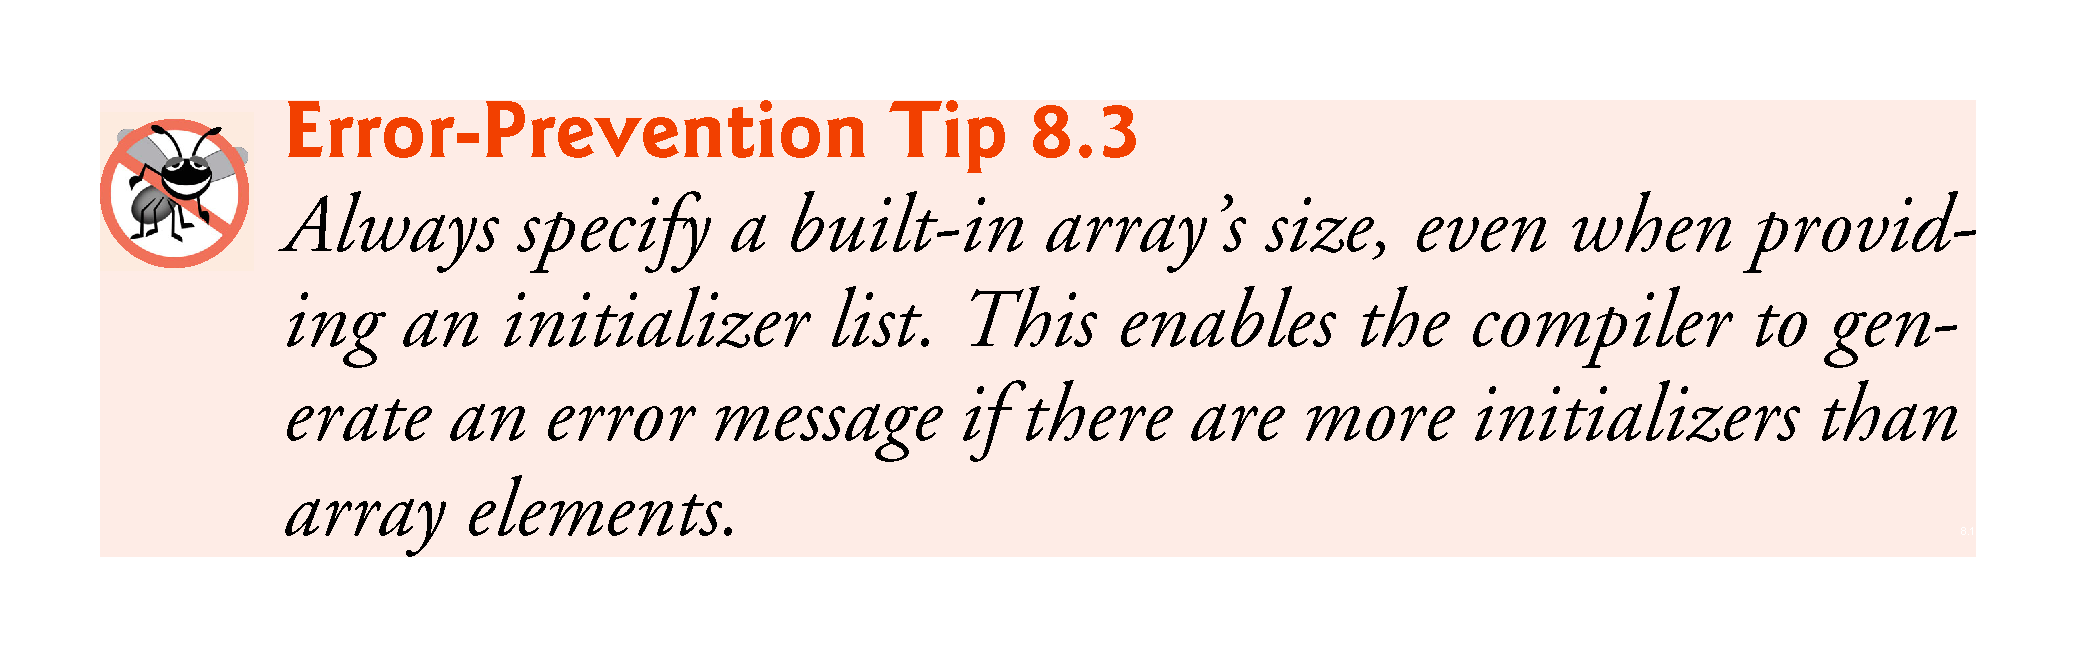 Error-Prevention Tip 8.3
Always specify a built-in array’s size, even when provid-
ing an initializer list. This enables the compiler to gen-
erate an error message if there are more initializers than
array elements.